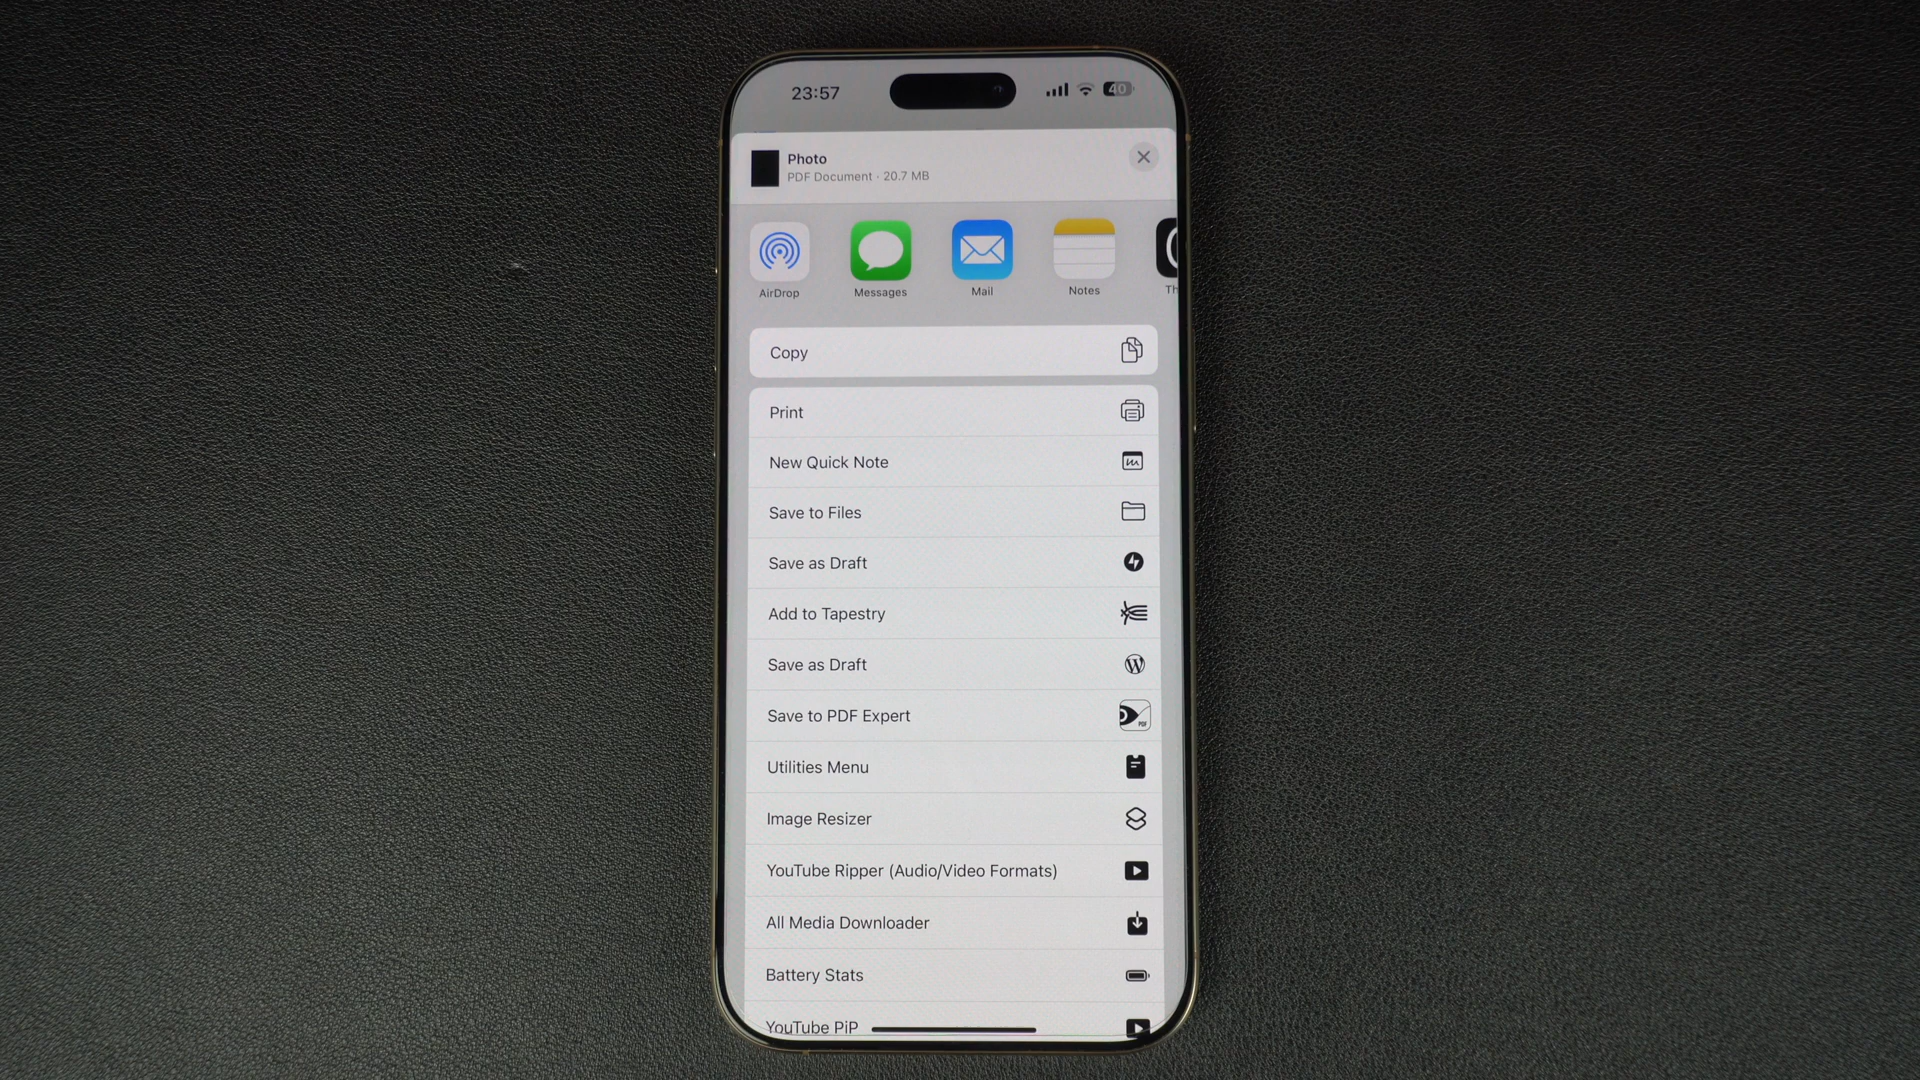 23:57
40
Photo
PDF Document · 20.7 MB
AirDrop
Messages
Mail
Notes
Th
Copy
Print
New Quick Note
Save to Files
Save as Draft
Add to Tapestry
Save as Draft
Save to PDF Expert
PDF
Utilities Menu
Image Resizer
YouTube Ripper (Audio/Video Formats)
All Media Downloader
Battery Stats
YouTube PiP